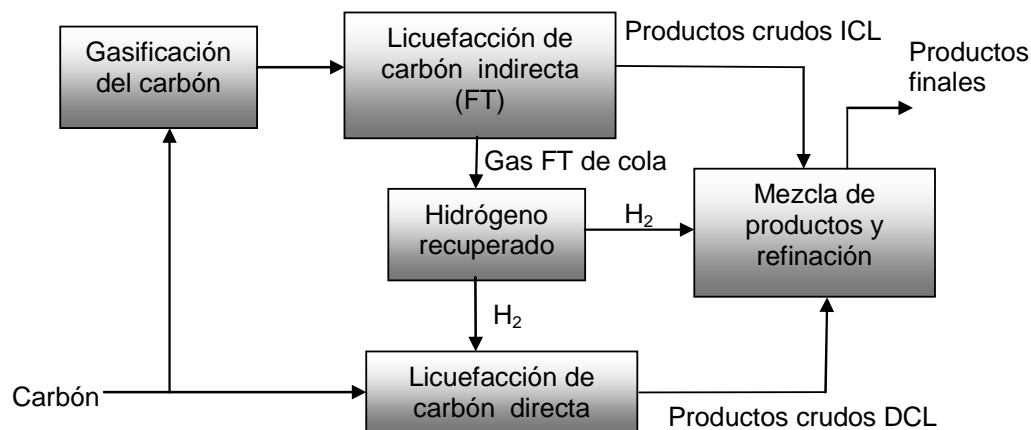 Gasificación
del carbón
Licuefacción de
carbón indirecta
(FT)
Productos crudos ICL
Productos
finales
Gas FT de cola
Hidrógeno
recuperado
H₂
Mezcla de
productos y
refinación
H₂
Carbón
Licuefacción de
carbón directa
Productos crudos DCL